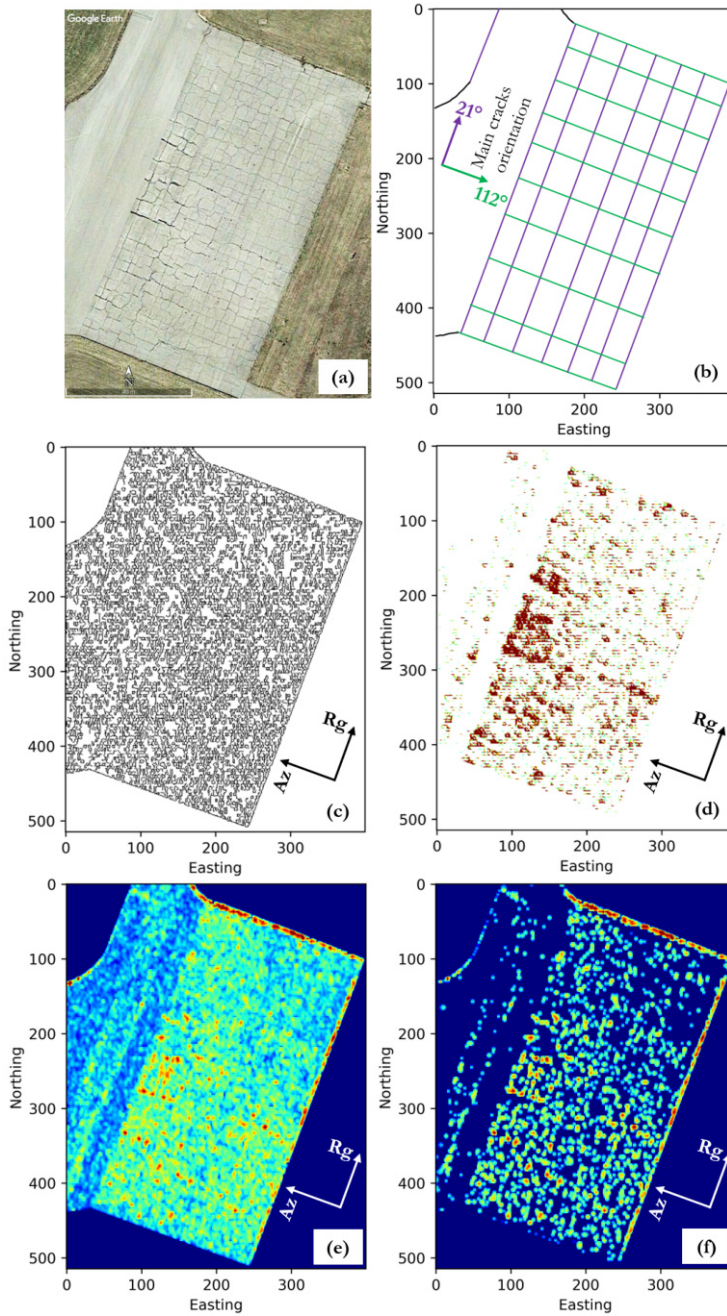 Google Earth
N
(a)
0
100
200
300
400
500
Northing
21°
112°
Main cracks
orientation
0 100 200 300
Easting
(b)
0
100
200
300
400
500
Northing
Rg
Az
0 100 200 300
Easting
(c)
0
100
200
300
400
500
Northing
Rg
Az
0 100 200 300
Easting
(d)
0
100
200
300
400
500
Northing
Rg
Az
0 100 200 300
Easting
(e)
0
100
200
300
400
500
Northing
Rg
Az
0 100 200 300
Easting
(f)